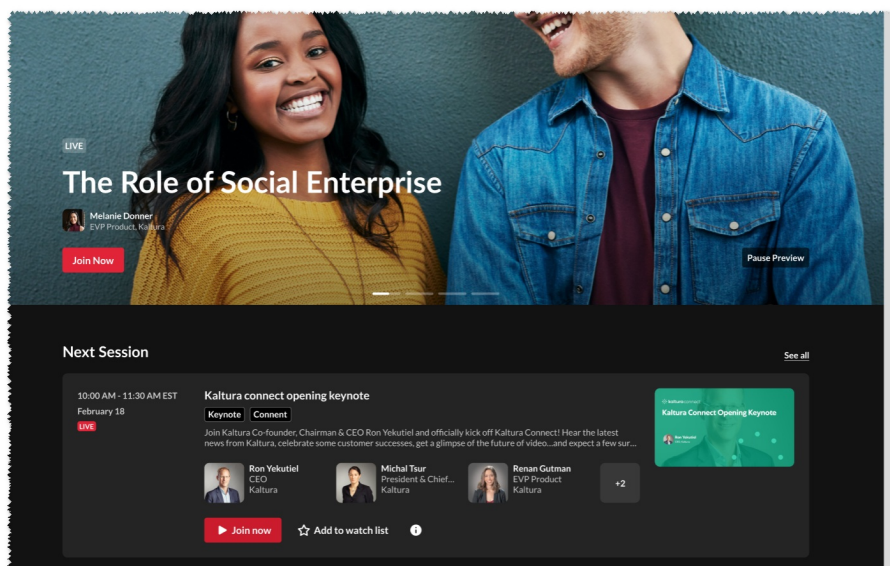 LIVE
The Role of Social Enterprise
Melanie Donner
EVP Product, Kaltura
Join Now
Pause Preview
Next Session
See all
10:00 AM - 11:30 AM EST
February 18
LIVE
Kaltura connect opening keynote
Keynote Connent
Join Kaltura Co-founder, Chairman & CEO Ron Yekutiel and officially kick off Kaltura Connect! Hear the latest
news from Kaltura, celebrate some customer successes, get a glimpse of the future of video...and expect a few sur...
Ron Yekutiel
CEO
Kaltura
Michal Tsur
President & Chief...
Kaltura
Renan Gutman
EVP Product
Kaltura
+2
Join now
Add to watch list
Kaltura Connect Opening Keynote
Ron Yekutiel